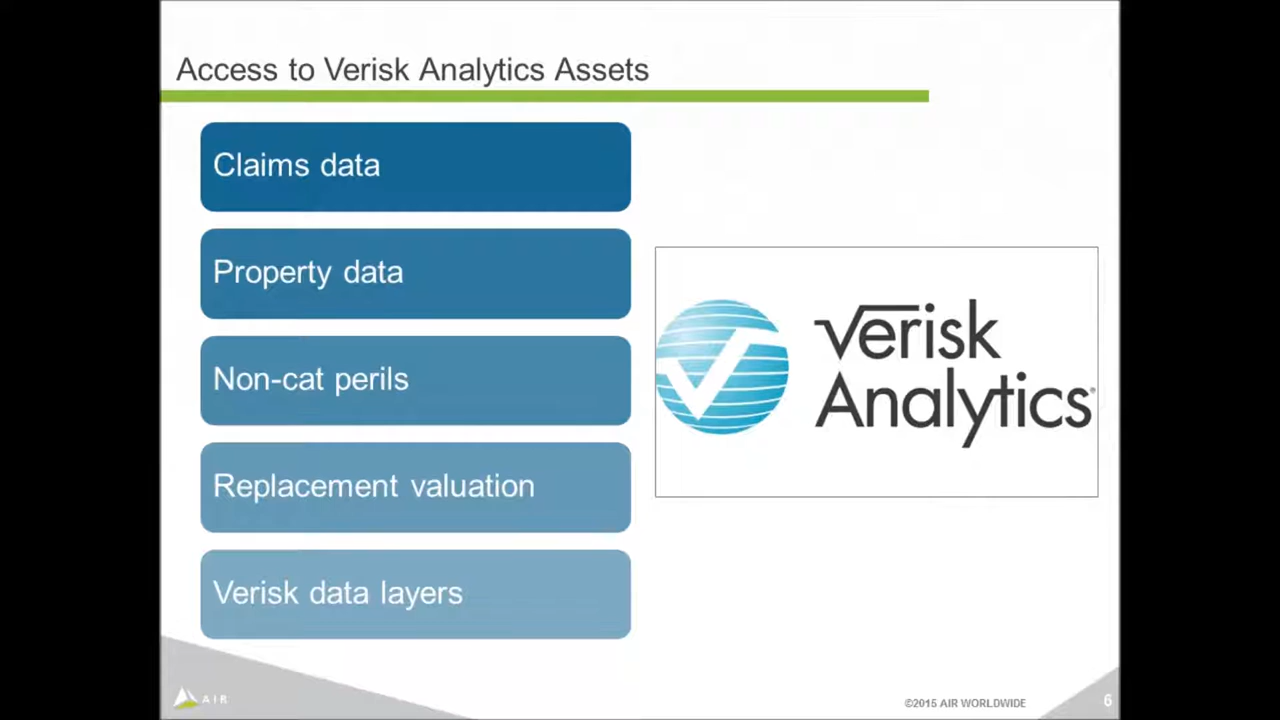 Access to Verisk Analytics Assets
Claims data
Property data
Non-cat perils
Replacement valuation
Verisk data layers
Verisk
Analytics
AIR
©2015 AIR WORLDWIDE
6